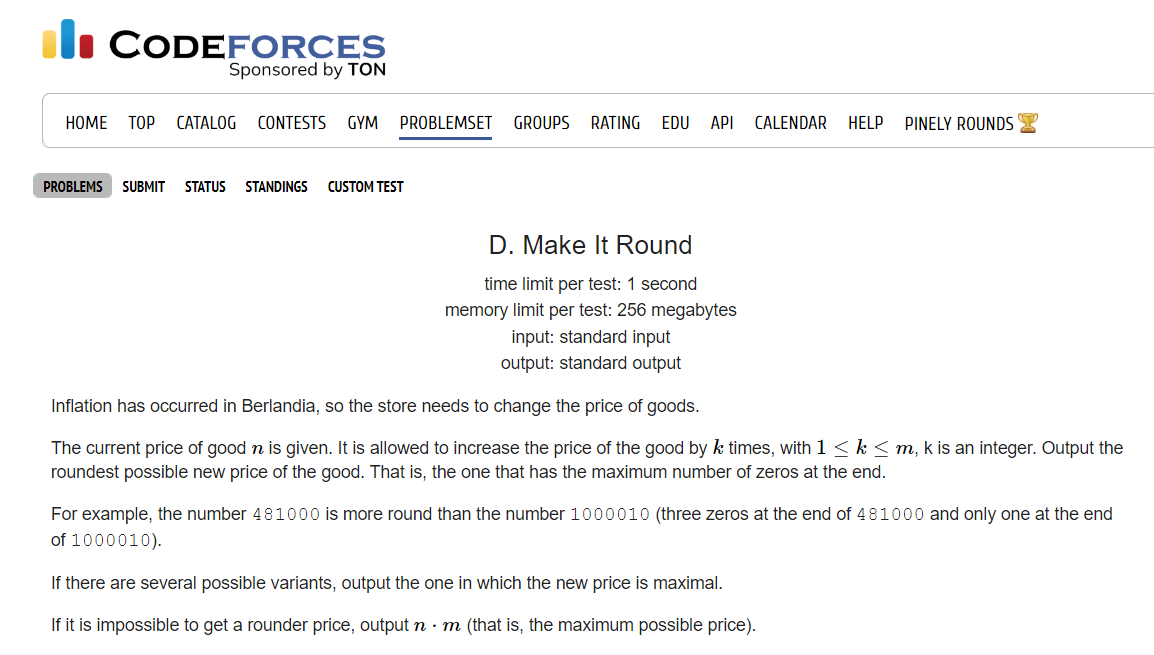 CODEFORCES
Sponsored by TON
HOME TOP CATALOG CONTESTS GYM PROBLEMSET GROUPS RATING EDU API CALENDAR HELP PINELY ROUNDS 🏆
PROBLEMS SUBMIT STATUS STANDINGS CUSTOM TEST
D. Make It Round
time limit per test: 1 second
memory limit per test: 256 megabytes
input: standard input
output: standard output
Inflation has occurred in Berlandia, so the store needs to change the price of goods.
The current price of good n is given. It is allowed to increase the price of the good by k times, with 1 ≤ k ≤ m, k is an integer. Output the
roundest possible new price of the good. That is, the one that has the maximum number of zeros at the end.
For example, the number 481000 is more round than the number 1000010 (three zeros at the end of 481000 and only one at the end
of 1000010).
If there are several possible variants, output the one in which the new price is maximal.
If it is impossible to get a rounder price, output n · m (that is, the maximum possible price).